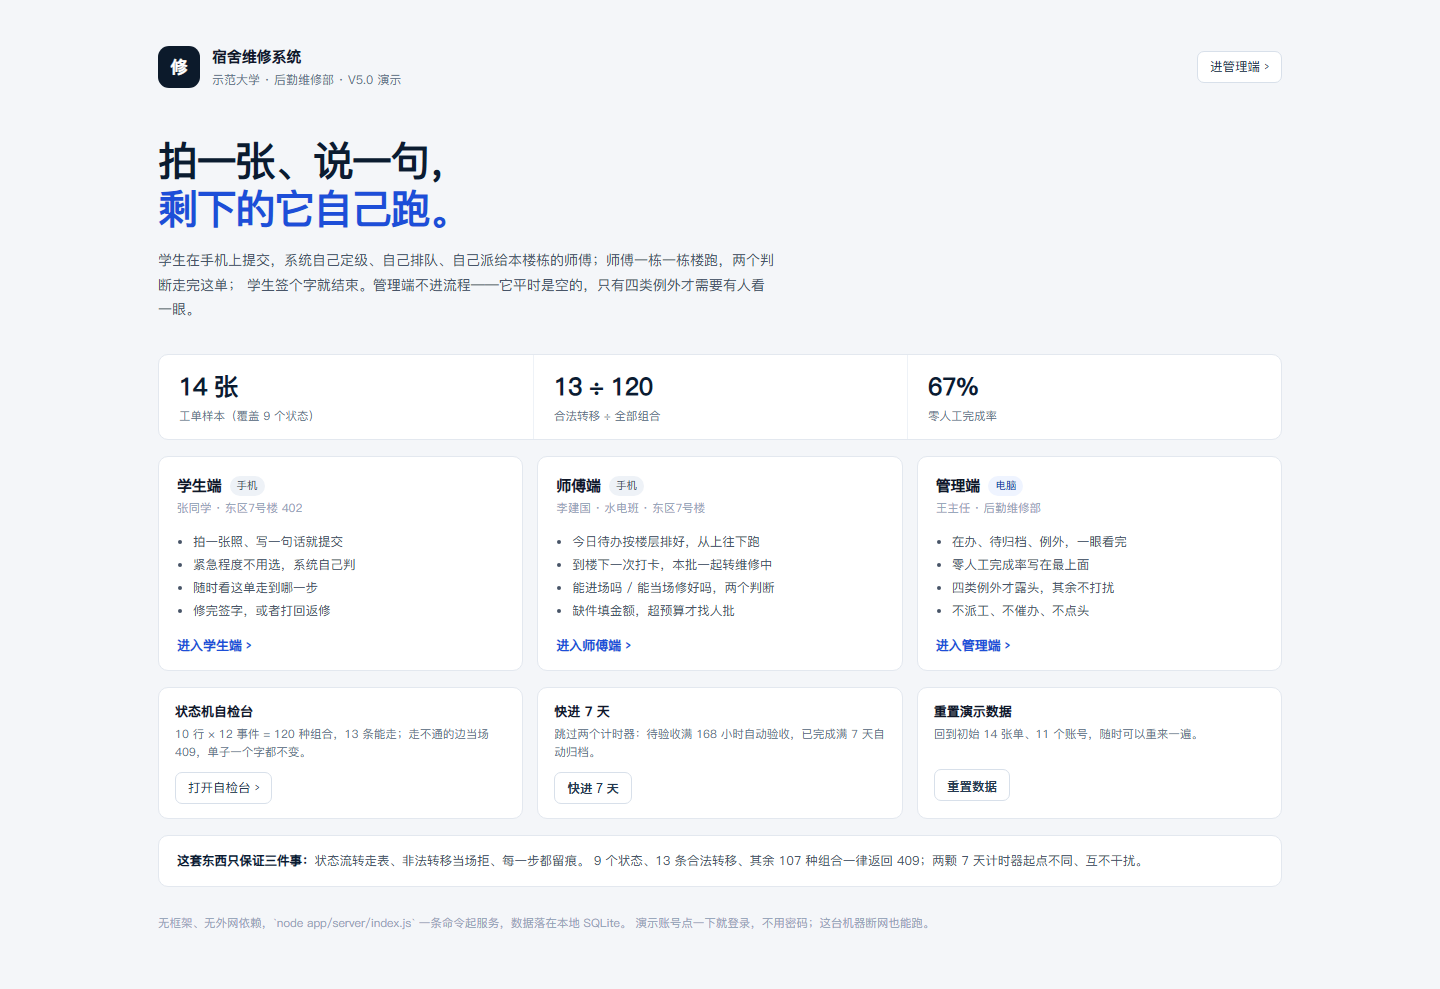 修
宿舍维修系统
示范大学 · 后勤维修部 · V5.0 演示
进管理端 ›
拍一张、说一句，
剩下的它自己跑。
学生在手机上提交，系统自己定级、自己排队、自己派给本楼栋的师傅；师傅一栋一栋楼跑，两个判
断走完这单； 学生签个字就结束。管理端不进流程——它平时是空的，只有四类例外才需要有人看
一眼。
14 张
工单样本（覆盖 9 个状态）
13 ÷ 120
合法转移 ÷ 全部组合
67%
零人工完成率
学生端 手机
张同学 · 东区7号楼 402
• 拍一张照、写一句话就提交
• 紧急程度不用选，系统自己判
• 随时看这单走到哪一步
• 修完签字，或者打回返修
进入学生端 ›
师傅端 手机
李建国 · 水电班 · 东区7号楼
• 今日待办按楼层排好，从上往下跑
• 到楼下一次打卡，本批一起转维修中
• 能进场吗 / 能当场修好吗，两个判断
• 缺件填金额，超预算才找人批
进入师傅端 ›
管理端 电脑
王主任 · 后勤维修部
• 在办、待归档、例外，一眼看完
• 零人工完成率写在最上面
• 四类例外才露头，其余不打扰
• 不派工、不催办、不点头
进入管理端 ›
状态机自检台
10 行 × 12 事件 = 120 种组合，13 条能走；走不通的边当场
409，单子一个字都不变。
打开自检台 ›
快进 7 天
跳过两个计时器：待验收满 168 小时自动验收，已完成满 7 天自
动归档。
快进 7 天
重置演示数据
回到初始 14 张单、11 个账号，随时可以重来一遍。
重置数据
这套东西只保证三件事：状态流转走表、非法转移当场拒、每一步都留痕。 9 个状态、13 条合法转移、其余 107 种组合一律返回 409；两颗 7 天计时器起点不同、互不干扰。
无框架、无外网依赖，`node app/server/index.js` 一条命令起服务，数据落在本地 SQLite。 演示账号点一下就登录，不用密码；这台机器断网也能跑。